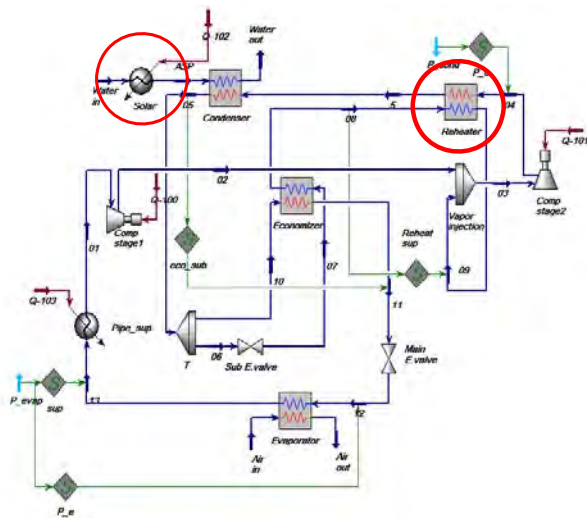 Q-102
Water
out
ASP
Water
in
Solar
05
Condenser
5
04
Reheater
08
Q-101
02
Q-100
03
Comp
stage2
Vapor
injection
Comp
stage1
Economizer
01
eco_sub
Reheat
sup
10
07
09
11
Q-103
Pipe_sup.
T
06
Sub E.valve
Main
E.valve
P_evap
sup
13
12
Evaporator
Air
in
Air
out
P_e